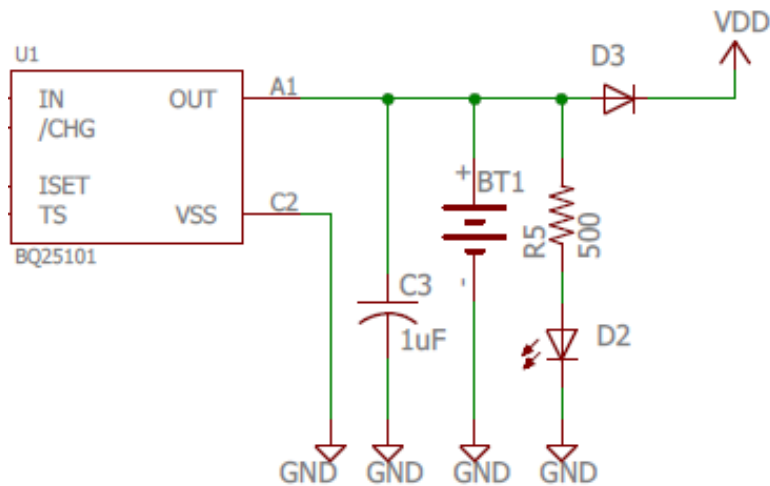 VDD
D3
U1
A1
IN OUT
/CHG
ISET
TS VSS
C2
BQ25101
+
BT1
-
R5
500
C3
1uF
D2
GND GND GND GND